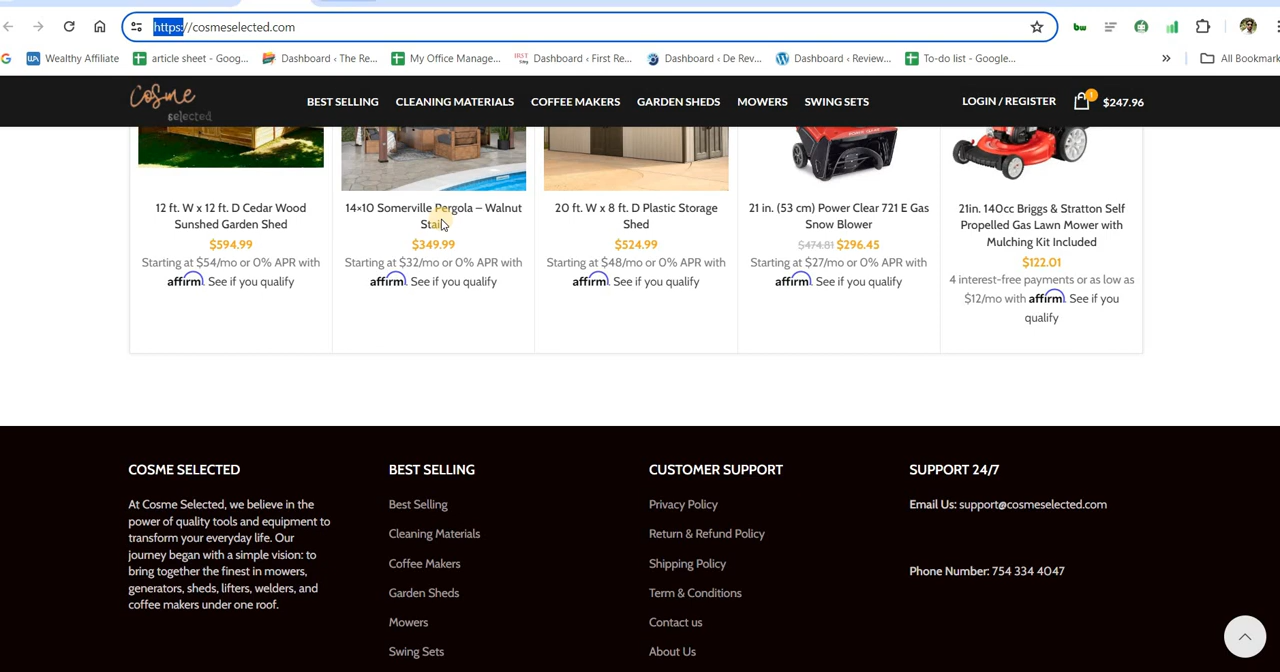 https://cosmeselected.com
Wealthy Affiliate
article sheet - Goog...
Dashboard ‹ The Re...
My Office Manage...
Dashboard ‹ First Re...
Dashboard ‹ De Rev...
Dashboard ‹ Review...
To-do list - Google...
»
All Bookmark
Cosme selected
BEST SELLING
CLEANING MATERIALS
COFFEE MAKERS
GARDEN SHEDS
MOWERS
SWING SETS
LOGIN / REGISTER
1
$247.96
12 ft. W x 12 ft. D Cedar Wood
Sunshed Garden Shed
$594.99
Starting at $54/mo or 0% APR with
affirm. See if you qualify
14×10 Somerville Pergola – Walnut
Stain
$349.99
Starting at $32/mo or 0% APR with
affirm. See if you qualify
20 ft. W x 8 ft. D Plastic Storage
Shed
$524.99
Starting at $48/mo or 0% APR with
affirm. See if you qualify
21 in. (53 cm) Power Clear 721 E Gas
Snow Blower
$474.81 $296.45
Starting at $27/mo or 0% APR with
affirm. See if you qualify
21in. 140cc Briggs & Stratton Self
Propelled Gas Lawn Mower with
Mulching Kit Included
$122.01
4 interest-free payments or as low as
$12/mo with affirm. See if you
qualify
COSME SELECTED
At Cosme Selected, we believe in the
power of quality tools and equipment to
transform your everyday life. Our
journey began with a simple vision: to
bring together the finest in mowers,
generators, sheds, lifters, welders, and
coffee makers under one roof.
BEST SELLING
Best Selling
Cleaning Materials
Coffee Makers
Garden Sheds
Mowers
Swing Sets
CUSTOMER SUPPORT
Privacy Policy
Return & Refund Policy
Shipping Policy
Term & Conditions
Contact us
About Us
SUPPORT 24/7
Email Us: support@cosmeselected.com
Phone Number: 754 334 4047